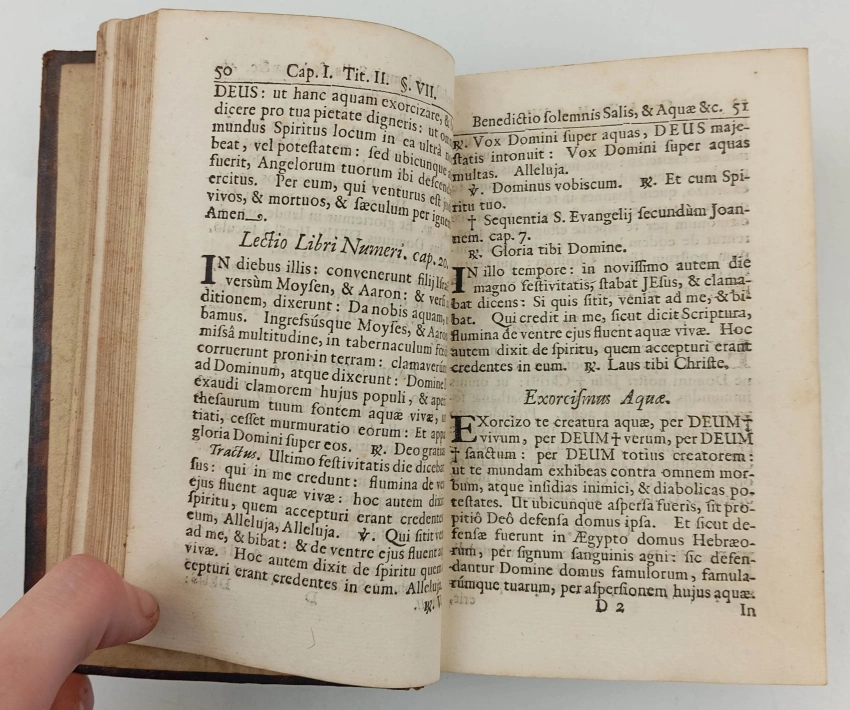 50 Cap. I. Tit. II. §. VII.
DEUS: ut hanc aquam exorcizare, &
dicere pro tua pietate digneris: ut
mundus Spiritus locum in ea ultrà
beat, vel poteſtatem: ſed ubicunque
fuerit, Angelorum tuorum ibi
ercitus. Per eum, qui venturus eſt
vivos, & mortuos, & ſæculum per ignem
Amen.
Lectio Libri Numeri. cap. 20.
IN diebus illis: convenerunt filij
versùm Moyſen, & Aaron: & verſi
ditionem, dixerunt: Da nobis aquam,
bamus. Ingreſsúsque Moyſes, & Aaron
miſſâ multitudine, in tabernaculum
corruerunt proni in terram:
ad Dominum, atque dixerunt: Domine
exaudi clamorem hujus populi, &
theſaurum tuum fontem aquæ vivæ,
tiati, ceſſet murmuratio eorum: Et
gloria Domini ſuper eos. ℟. Deo
Tractus. Ultimo feſtivitatis die
ſus: qui in me credunt: flumina de
ejus fluent aquæ vivæ: hoc autem
ſpiritu, quem accepturi erant
eum, Alleluja, Alleluja. ℣. Qui ſitit
ad me, & bibat: & de ventre ejus fluent
vivæ. Hoc autem dixit de ſpiritu quem
cepturi erant credentes in eum.
℟.
Benedictio ſolemnis Salis, & Aquæ &c. 51
℟. Vox Domini ſuper aquas, DEUS maje-
ſtatis intonuit: Vox Domini ſuper aquas
multas. Alleluja.
℣. Dominus vobiscum. ℟. Et cum Spi-
ritu tuo.
† Sequentia S. Evangelij ſecundùm Joan-
nem. cap. 7.
℟. Gloria tibi Domine.
IN illo tempore: in noviſſimo autem die
magno feſtivitatis, ſtabat JEſus, & clama-
bat dicens: Si quis ſitit, veniat ad me, & bi-
bat. Qui credit in me, ſicut dicit Scriptura,
flumina de ventre ejus fluent aquæ vivæ. Hoc
autem dixit de ſpiritu, quem accepturi erant
credentes in eum. ℟. Laus tibi Chriſte.
Exorciſmus Aquæ.
EXorcizo te creatura aquæ, per DEUM †
vivum, per DEUM † verum, per DEUM
† ſanctum: per DEUM totius creatorem:
ut te mundam exhibeas contra omnem mor-
bum, atque inſidias inimici, & diabolicas po-
teſtates. Ut ubicunque aſperſa fueris, ſit pro-
pitiô Deô defenſa domus ipſa. Et ſicut de-
fenſæ fuerunt in Ægypto domus Hebræo-
rum, per ſignum ſanguinis agni: ſic defen-
dantur Domine domus famulorum, famula-
rúmque tuarum, per aſperſionem hujus aquæ.
D 2 In